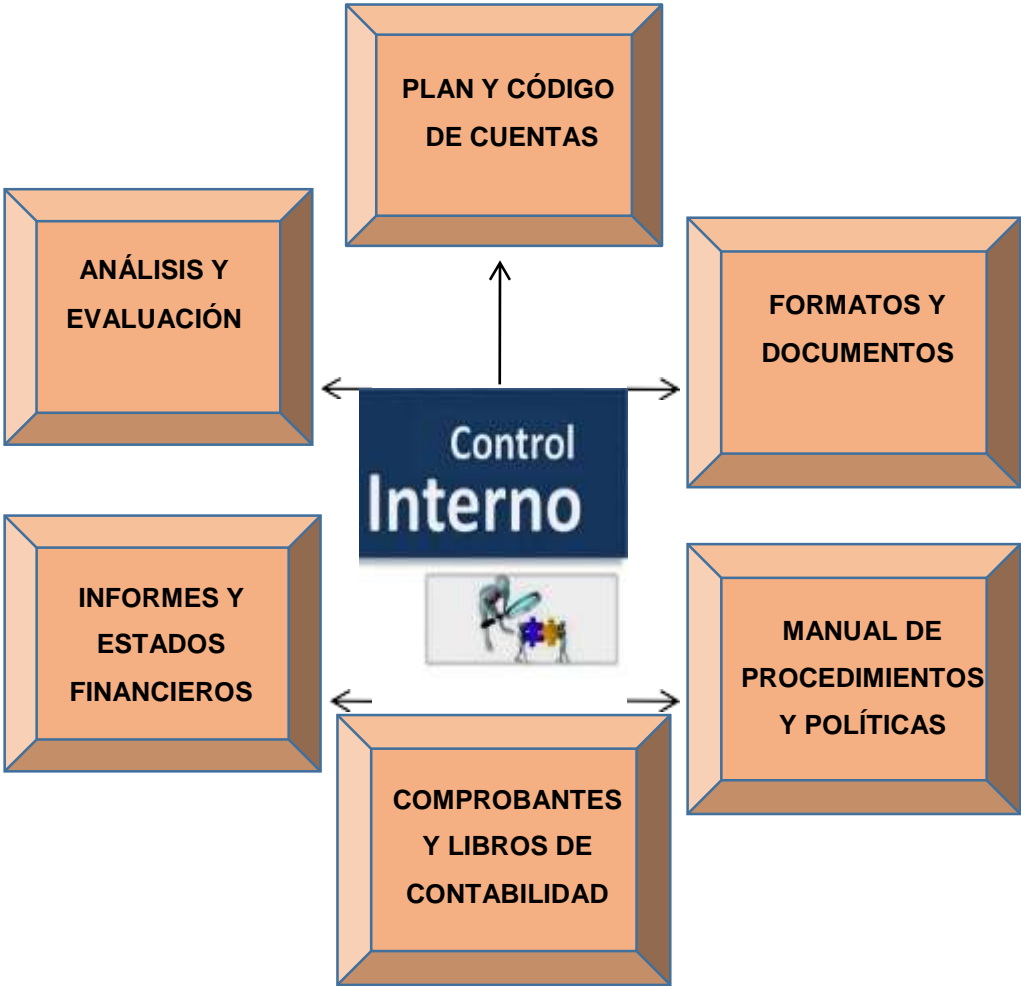 PLAN Y CÓDIGO
DE CUENTAS
ANÁLISIS Y
EVALUACIÓN
FORMATOS Y
DOCUMENTOS
Control
Interno
INFORMES Y
ESTADOS
FINANCIEROS
MANUAL DE
PROCEDIMIENTOS
Y POLÍTICAS
COMPROBANTES
Y LIBROS DE
CONTABILIDAD